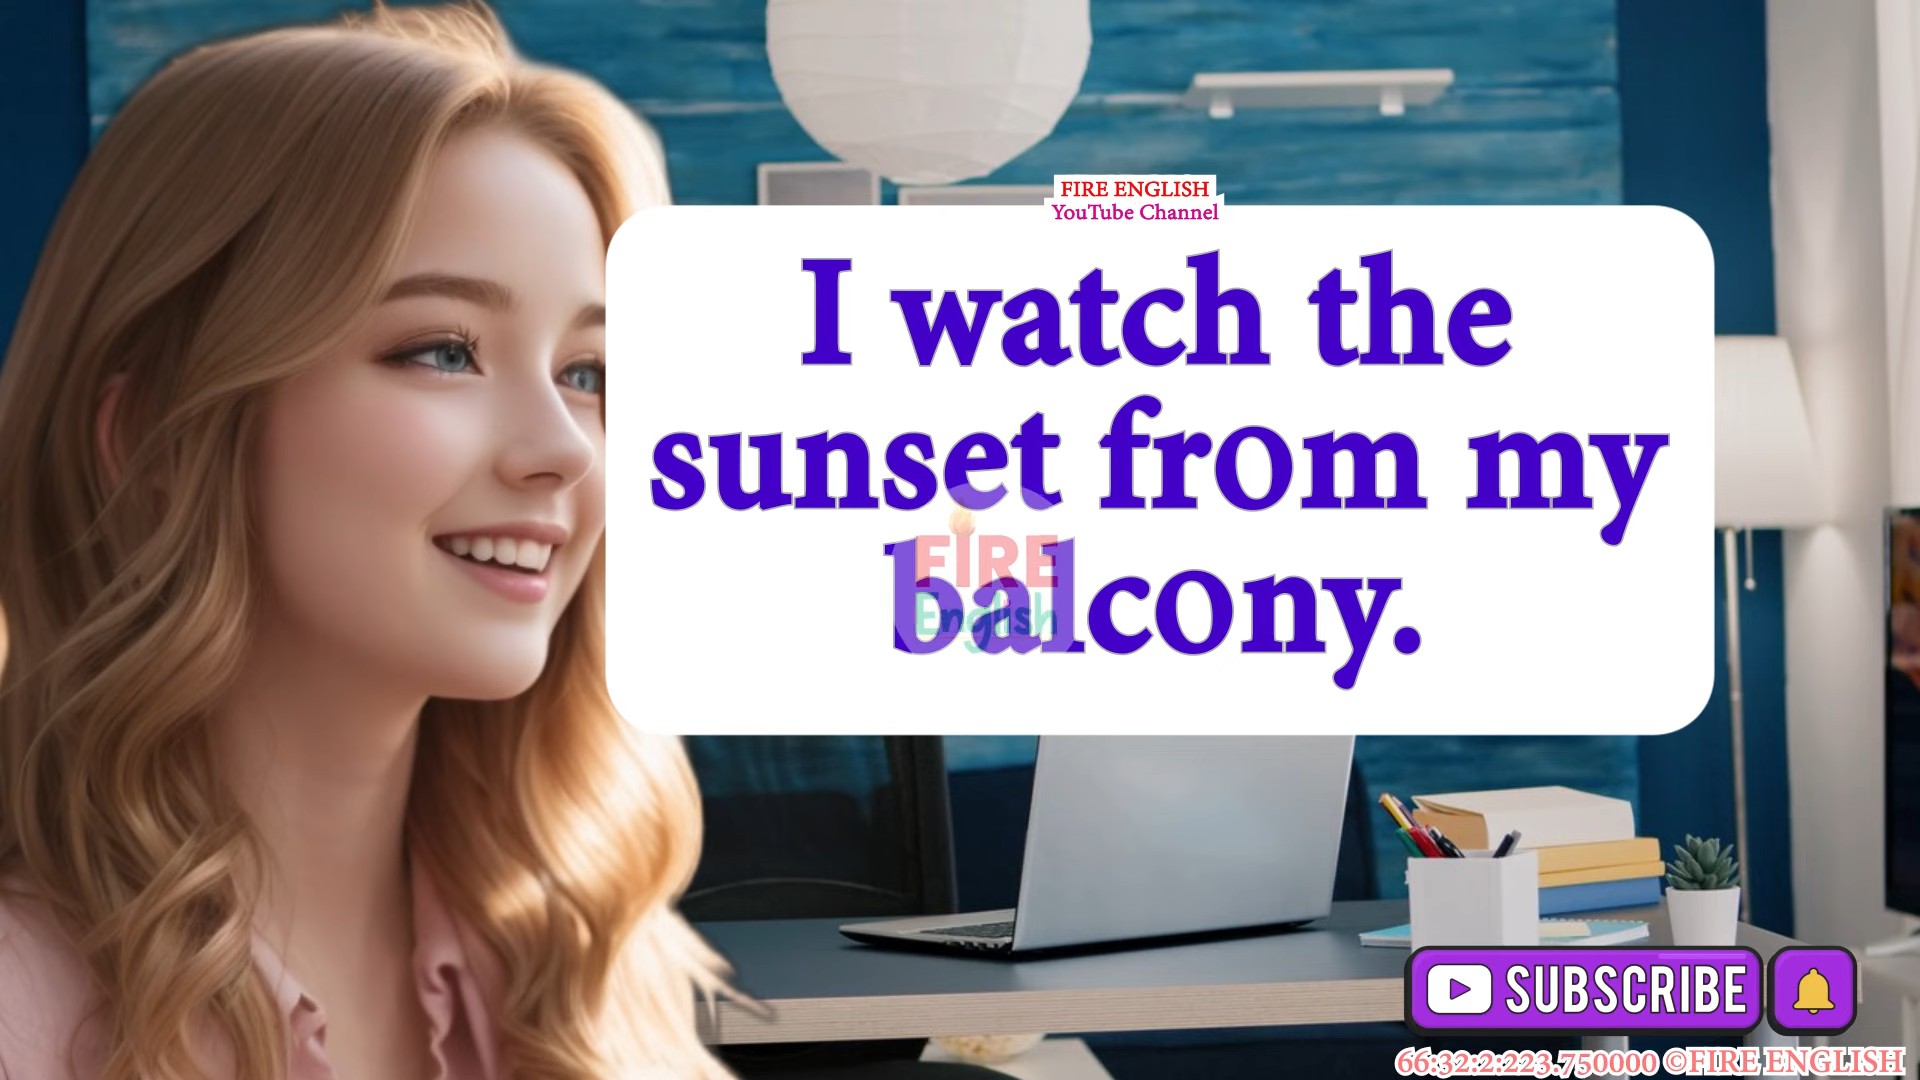 FIRE ENGLISH
YouTube Channel
I watch the
sunset from my
balcony.
FIRE
English
SUBSCRIBE
66:32:2:223.750000 ©FIRE ENGLISH